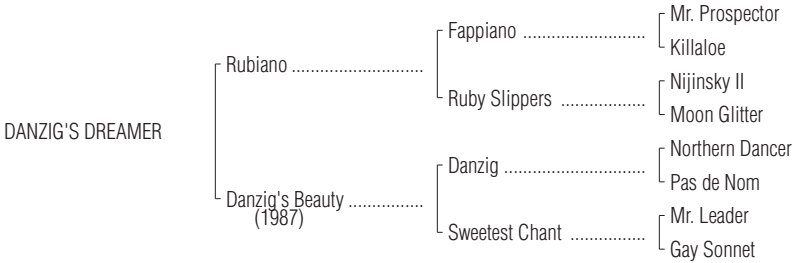 Mr. Prospector
Fappiano ..........................
Killaloe
Rubiano ............................
Nijinsky II
Ruby Slippers ..................
Moon Glitter
DANZIG'S DREAMER
Northern Dancer
Danzig ..............................
Pas de Nom
Danzig's Beauty ................
(1987)
Mr. Leader
Sweetest Chant ................
Gay Sonnet